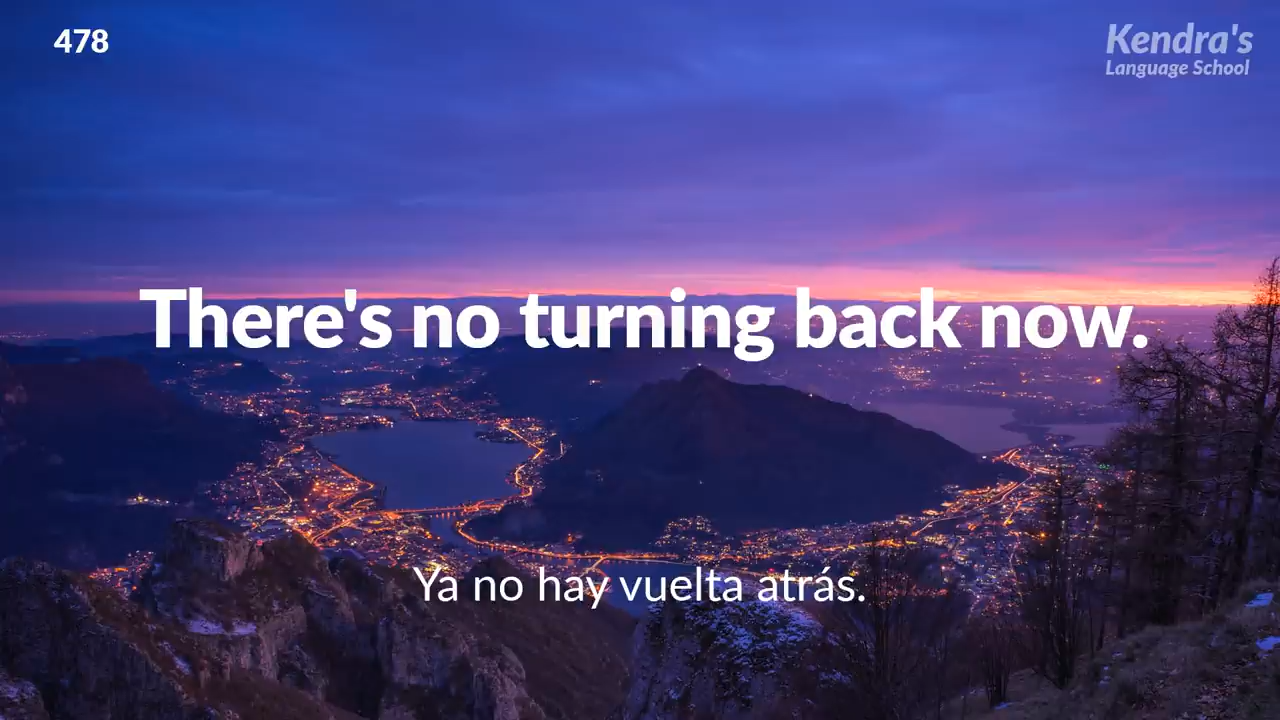 478
Kendra's
Language School
There's no turning back now.
Ya no hay vuelta atrás.